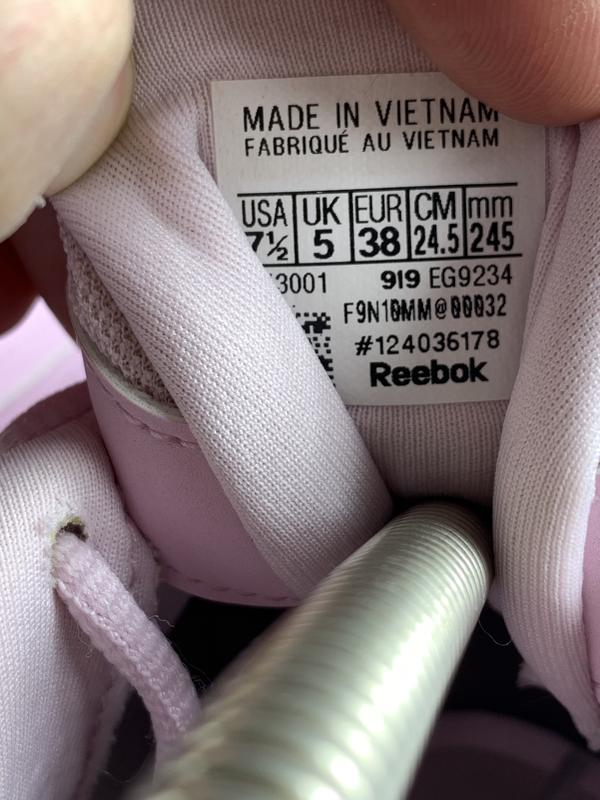 MADE IN VIETNAM
FABRIQUÉ AU VIETNAM
USA UK EUR CM mm
7½ 5 38 24.5 245
3001 919 EG9234
F9N10MM@00032
#124036178
Reebok